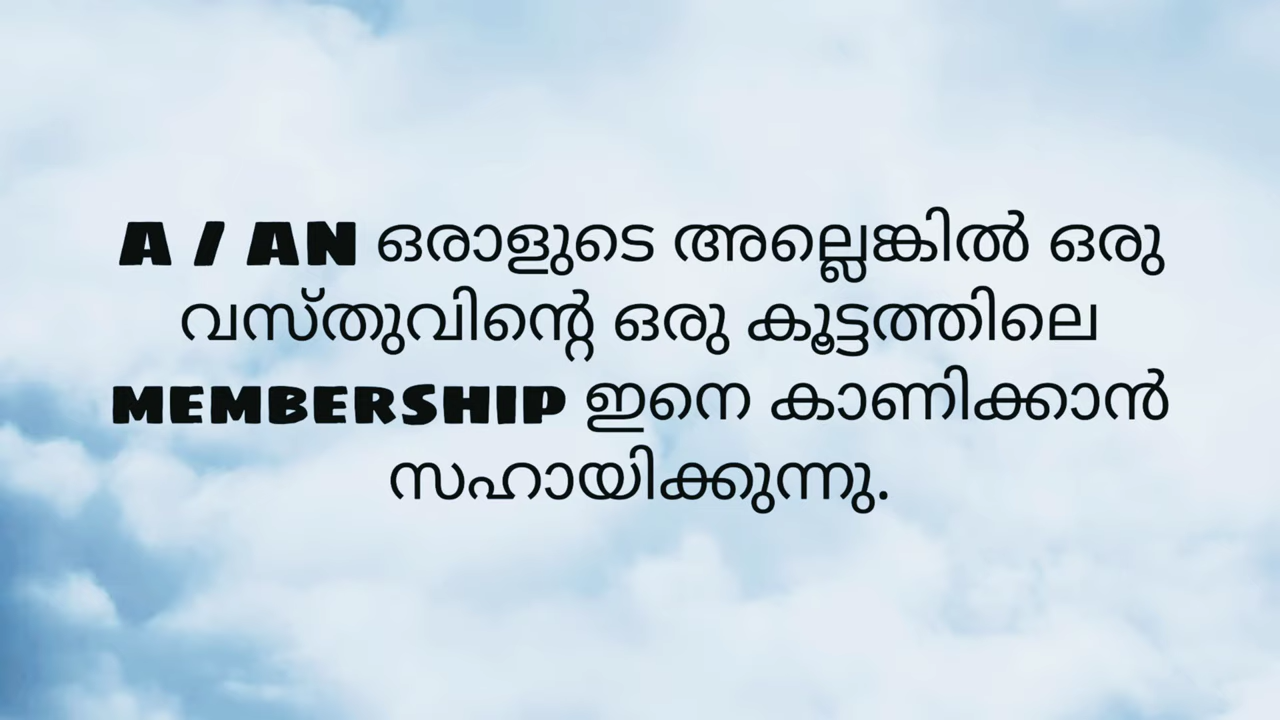 A / AN ഒരാളുടെ അല്ലെങ്കിൽ ഒരു
വസ്തുവിന്റെ ഒരു കൂട്ടത്തിലെ
MEMBERSHIP ഇനെ കാണിക്കാൻ
സഹായിക്കുന്നു.